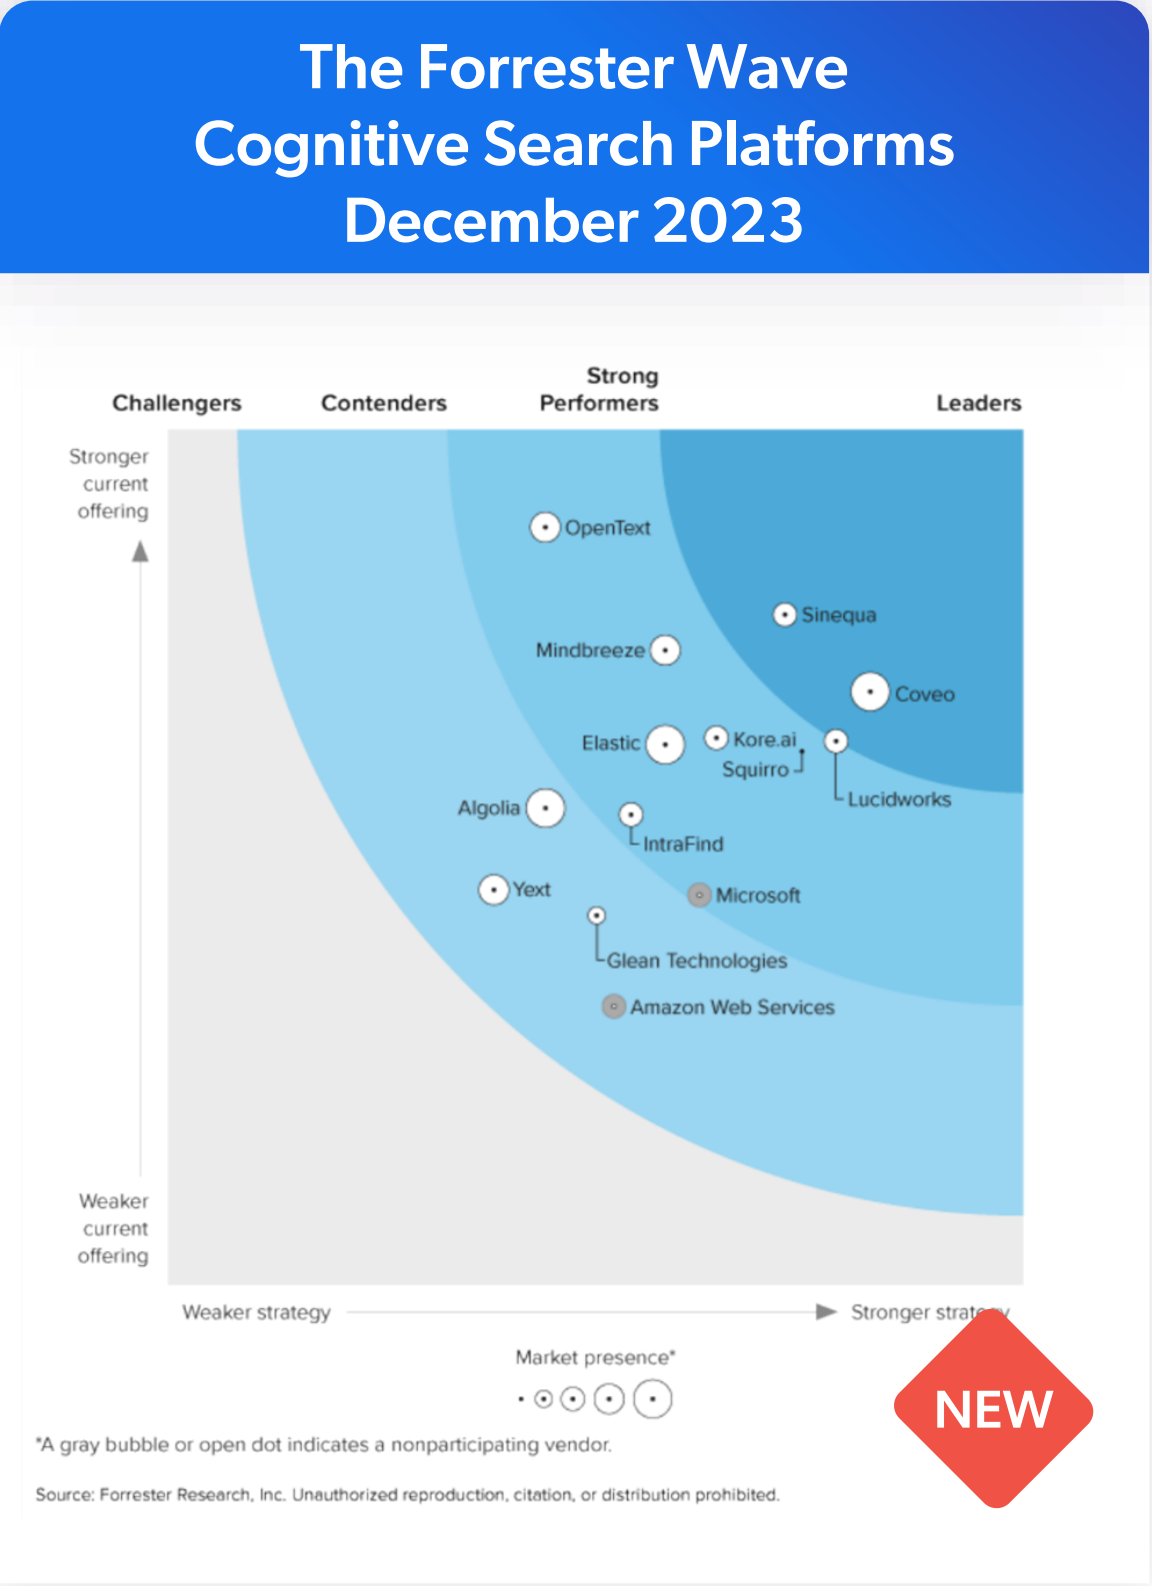 The Forrester Wave
Cognitive Search Platforms
December 2023
Challengers
Contenders
Strong
Performers
Leaders
Stronger
current
offering
OpenText
Sinequa
Mindbreeze
Coveo
Elastic
Kore.ai
Squirro
Lucidworks
Algolia
IntraFind
Yext
Microsoft
Glean Technologies
Amazon Web Services
Weaker
current
offering
Weaker strategy
Stronger strategy
Market presence*
NEW
*A gray bubble or open dot indicates a nonparticipating vendor.
Source: Forrester Research, Inc. Unauthorized reproduction, citation, or distribution prohibited.